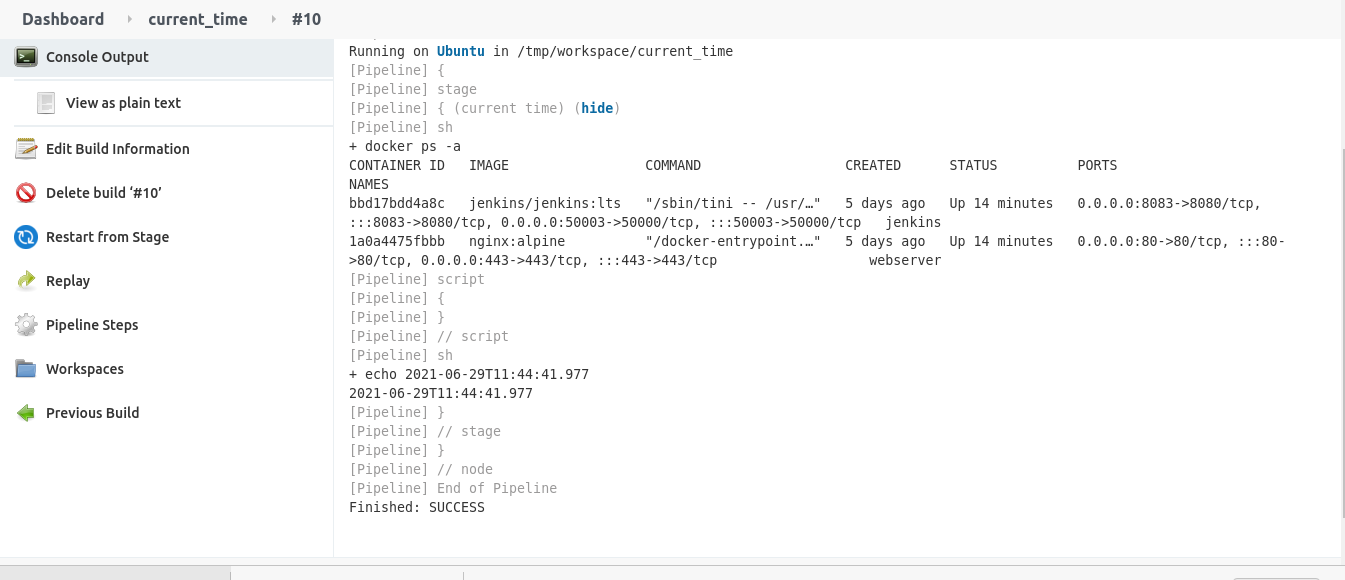 Dashboard current_time #10
Console Output
View as plain text
Edit Build Information
Delete build ‘#10’
Restart from Stage
Replay
Pipeline Steps
Workspaces
Previous Build
Running on Ubuntu in /tmp/workspace/current_time
[Pipeline] {
[Pipeline] stage
[Pipeline] { (current time) (hide)
[Pipeline] sh
+ docker ps -a
CONTAINER ID   IMAGE                 COMMAND                  CREATED      STATUS          PORTS
NAMES
bbd17bdd4a8c   jenkins/jenkins:lts   "/sbin/tini -- /usr/…"   5 days ago   Up 14 minutes   0.0.0.0:8083->8080/tcp,
:::8083->8080/tcp, 0.0.0.0:50003->50000/tcp, :::50003->50000/tcp   jenkins
1a0a4475fbbb   nginx:alpine          "/docker-entrypoint.…"   5 days ago   Up 14 minutes   0.0.0.0:80->80/tcp, :::80-
>80/tcp, 0.0.0.0:443->443/tcp, :::443->443/tcp                   webserver
[Pipeline] script
[Pipeline] {
[Pipeline] }
[Pipeline] // script
[Pipeline] sh
+ echo 2021-06-29T11:44:41.977
2021-06-29T11:44:41.977
[Pipeline] }
[Pipeline] // stage
[Pipeline] }
[Pipeline] // node
[Pipeline] End of Pipeline
Finished: SUCCESS